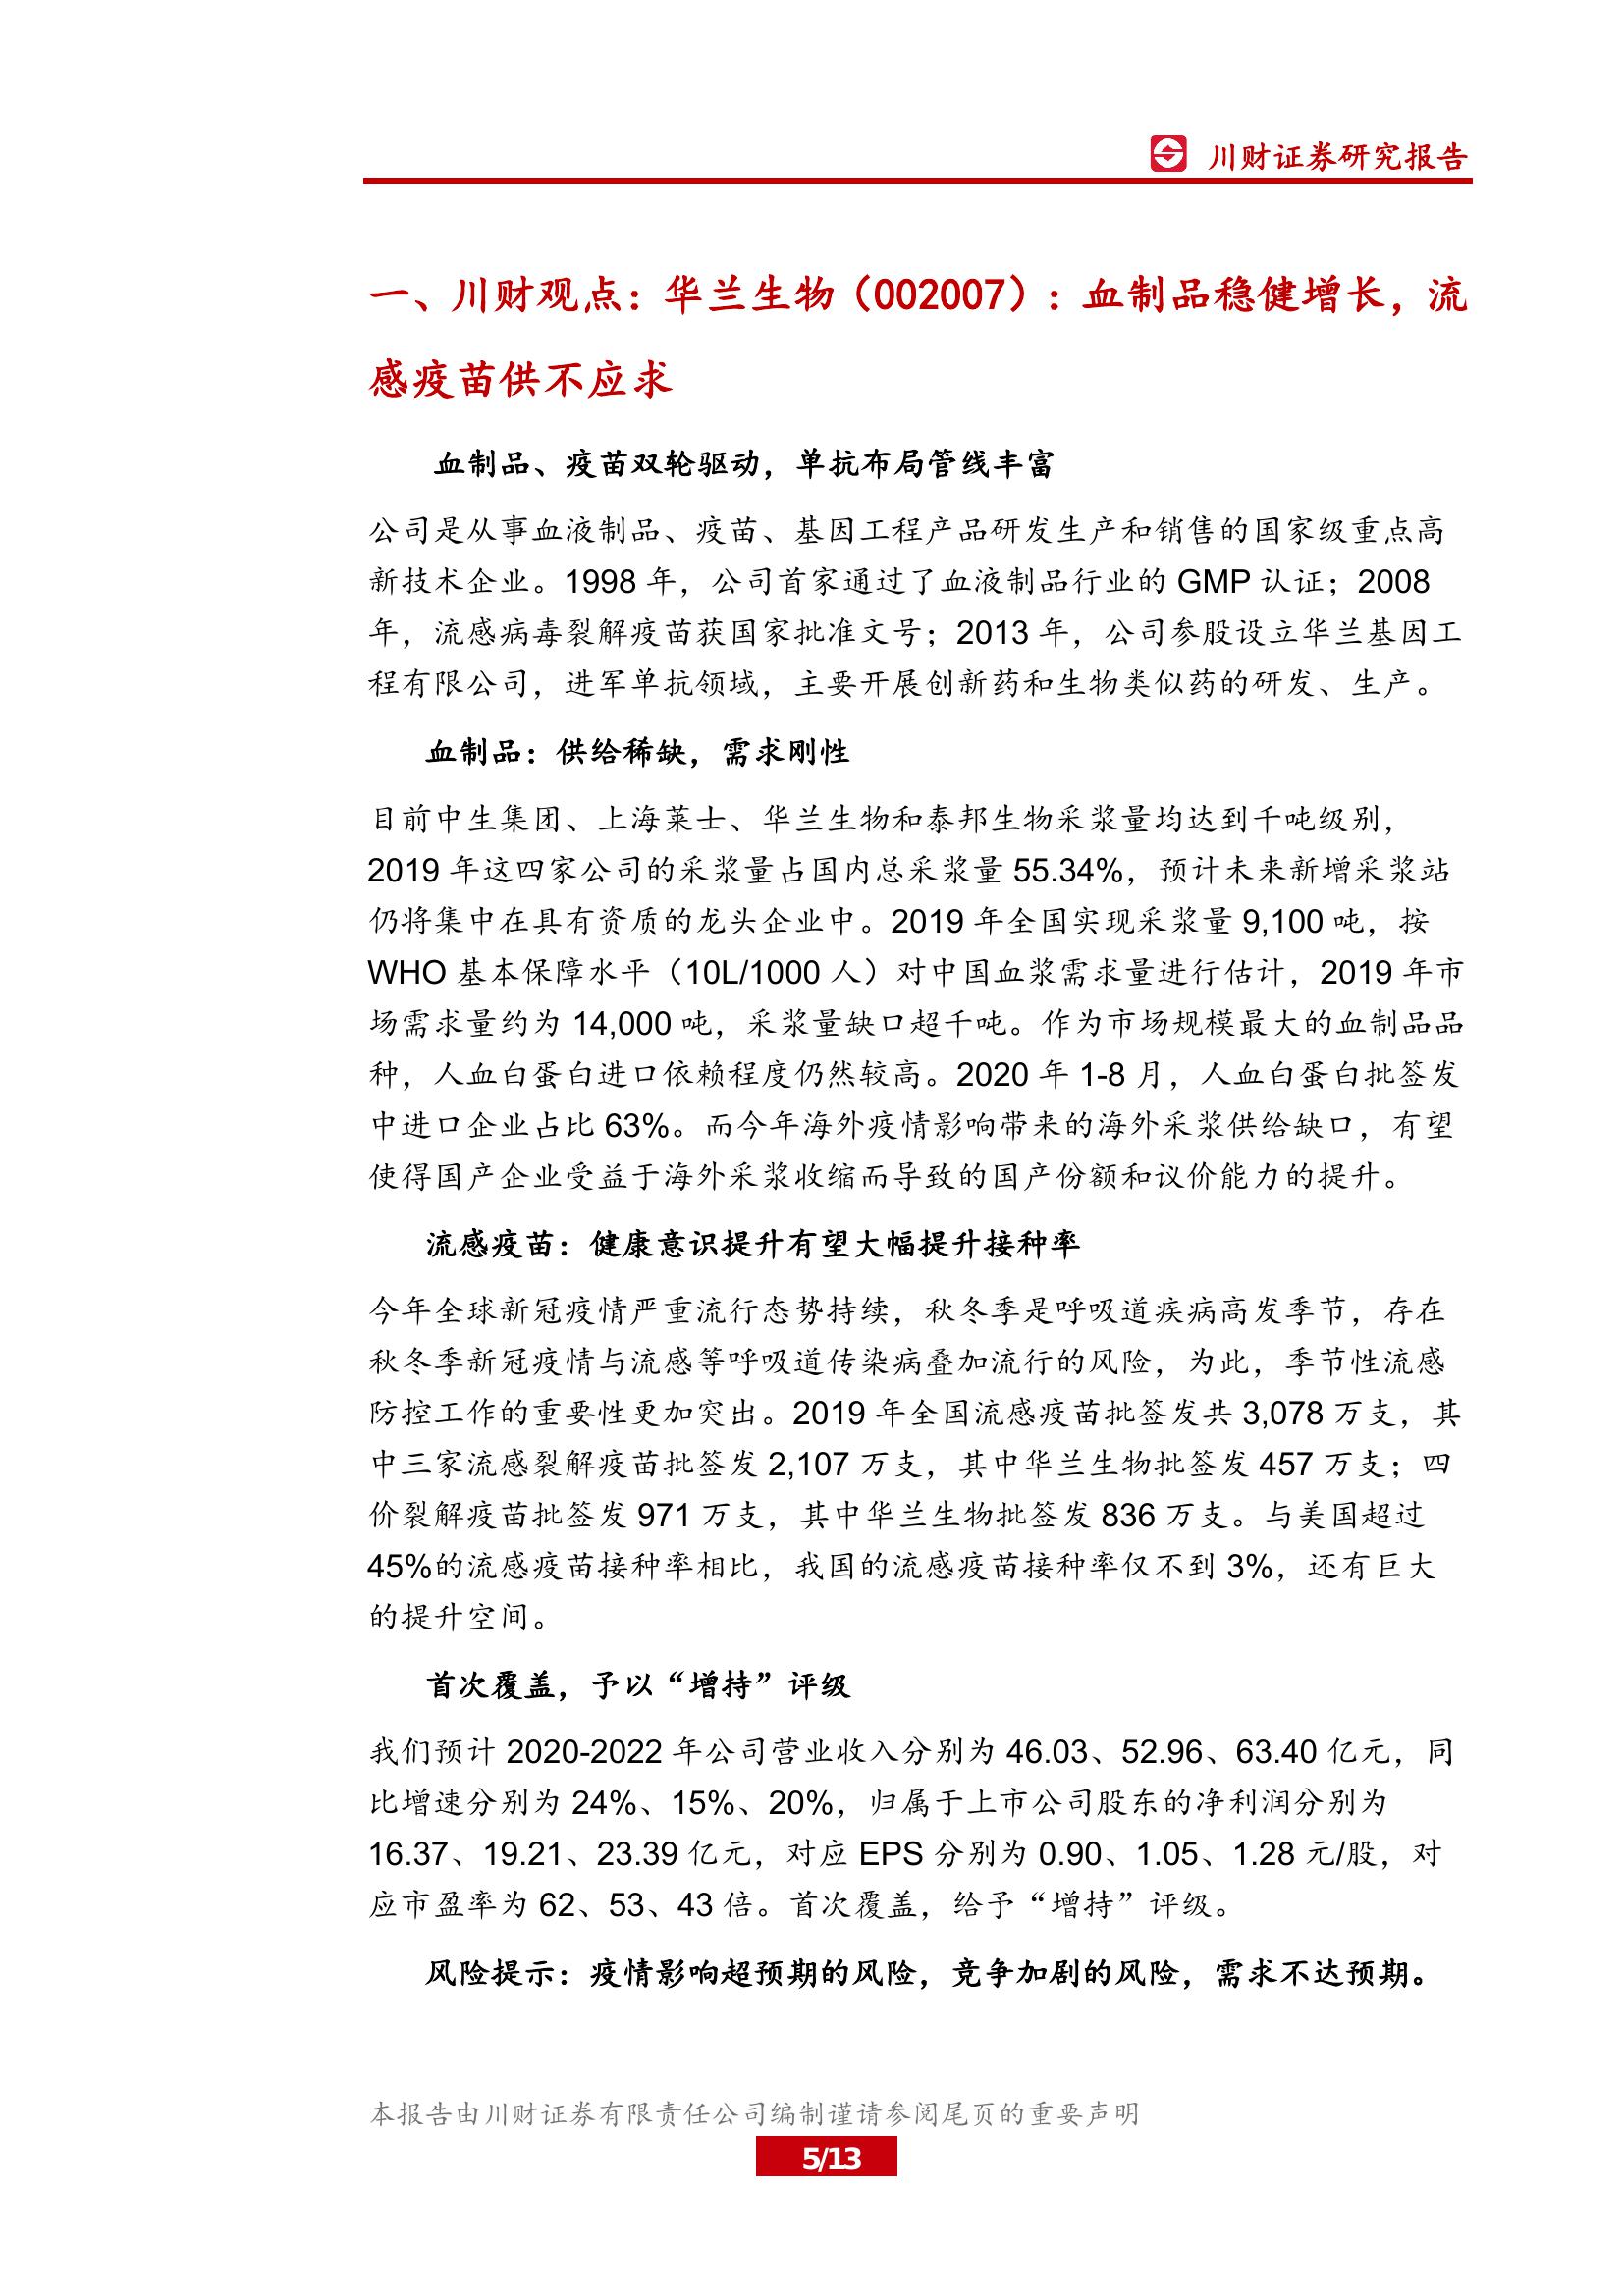 川财证券研究报告
一、川财观点：华兰生物（002007）：血制品稳健增长，流
感疫苗供不应求
血制品、疫苗双轮驱动，单抗布局管线丰富
公司是从事血液制品、疫苗、基因工程产品研发生产和销售的国家级重点高
新技术企业。1998 年，公司首家通过了血液制品行业的 GMP 认证；2008
年，流感病毒裂解疫苗获国家批准文号；2013 年，公司参股设立华兰基因工
程有限公司，进军单抗领域，主要开展创新药和生物类似药的研发、生产。
血制品：供给稀缺，需求刚性
目前中生集团、上海莱士、华兰生物和泰邦生物采浆量均达到千吨级别，
2019 年这四家公司的采浆量占国内总采浆量 55.34%，预计未来新增采浆站
仍将集中在具有资质的龙头企业中。2019 年全国实现采浆量 9,100 吨，按
WHO 基本保障水平（10L/1000 人）对中国血浆需求量进行估计，2019 年市
场需求量约为 14,000 吨，采浆量缺口超千吨。作为市场规模最大的血制品品
种，人血白蛋白进口依赖程度仍然较高。2020 年 1-8 月，人血白蛋白批签发
中进口企业占比 63%。而今年海外疫情影响带来的海外采浆供给缺口，有望
使得国产企业受益于海外采浆收缩而导致的国产份额和议价能力的提升。
流感疫苗：健康意识提升有望大幅提升接种率
今年全球新冠疫情严重流行态势持续，秋冬季是呼吸道疾病高发季节，存在
秋冬季新冠疫情与流感等呼吸道传染病叠加流行的风险，为此，季节性流感
防控工作的重要性更加突出。2019 年全国流感疫苗批签发共 3,078 万支，其
中三家流感裂解疫苗批签发 2,107 万支，其中华兰生物批签发 457 万支；四
价裂解疫苗批签发 971 万支，其中华兰生物批签发 836 万支。与美国超过
45%的流感疫苗接种率相比，我国的流感疫苗接种率仅不到 3%，还有巨大
的提升空间。
首次覆盖，予以“增持”评级
我们预计 2020-2022 年公司营业收入分别为 46.03、52.96、63.40 亿元，同
比增速分别为 24%、15%、20%，归属于上市公司股东的净利润分别为
16.37、19.21、23.39 亿元，对应 EPS 分别为 0.90、1.05、1.28 元/股，对
应市盈率为 62、53、43 倍。首次覆盖，给予“增持”评级。
风险提示：疫情影响超预期的风险，竞争加剧的风险，需求不达预期。
本报告由川财证券有限责任公司编制谨请参阅尾页的重要声明
5/13